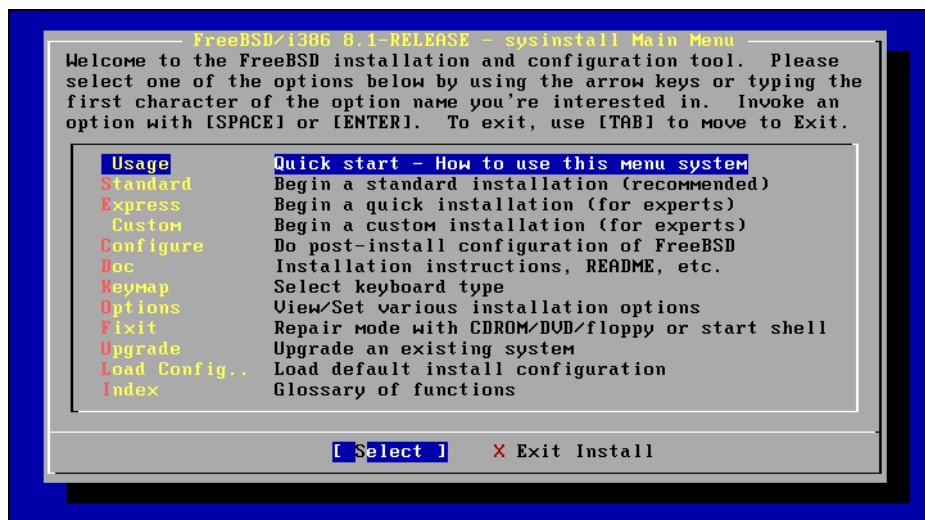 FreeBSD/i386 8.1-RELEASE - sysinstall Main Menu
Welcome to the FreeBSD installation and configuration tool.  Please
select one of the options below by using the arrow keys or typing the
first character of the option name you're interested in.  Invoke an
option with [SPACE] or [ENTER].  To exit, use [TAB] to move to Exit.
Usage Quick start - How to use this menu system
Standard Begin a standard installation (recommended)
Express Begin a quick installation (for experts)
Custom Begin a custom installation (for experts)
Configure Do post-install configuration of FreeBSD
Doc Installation instructions, README, etc.
Keymap Select keyboard type
Options View/Set various installation options
Fixit Repair mode with CDROM/DVD/floppy or start shell
Upgrade Upgrade an existing system
Load Config.. Load default install configuration
Index Glossary of functions
[ Select ] X Exit Install